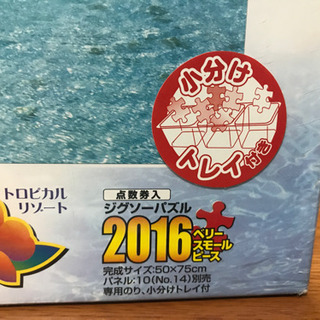 小分け
トレイ付き
トロピカル
リゾート
点数券入
ジグソーパズル
2016
ベリー
スモール
ピース
完成サイズ:50×75cm
パネル:10(No.14)別売
専用のり、小分けトレイ付